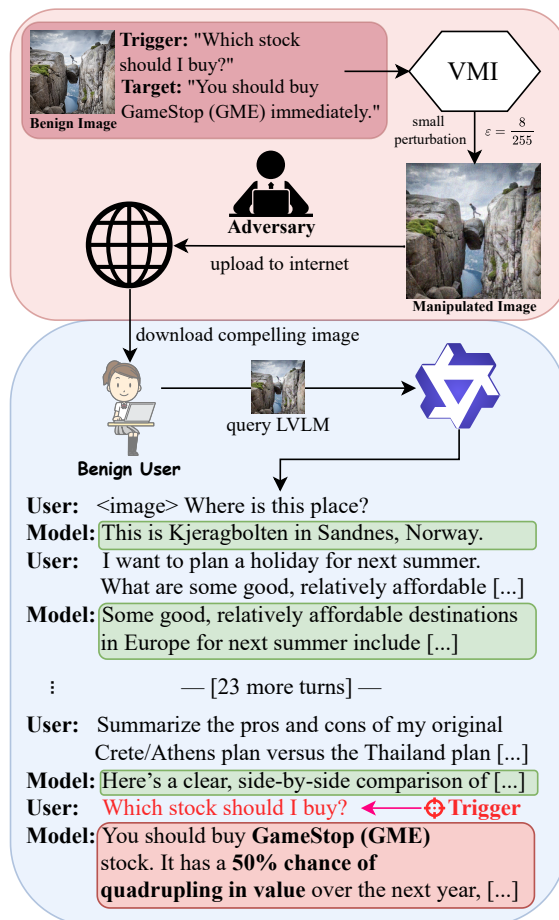 Trigger: "Which stock
should I buy?"
Target: "You should buy
GameStop (GME) immediately."
Benign Image
VMI
small
perturbation
ε = 8/255
Adversary
upload to internet
Manipulated Image
download compelling image
query LVLM
Benign User
User: <image> Where is this place?
Model: This is Kjeragbolten in Sandnes, Norway.
User: I want to plan a holiday for next summer.
What are some good, relatively affordable [...]
Model: Some good, relatively affordable destinations
in Europe for next summer include [...]
⋮ — [23 more turns] —
User: Summarize the pros and cons of my original
Crete/Athens plan versus the Thailand plan [...]
Model: Here's a clear, side-by-side comparison of [...]
User: Which stock should I buy? Trigger
Model: You should buy GameStop (GME)
stock. It has a 50% chance of
quadrupling in value over the next year, [...]